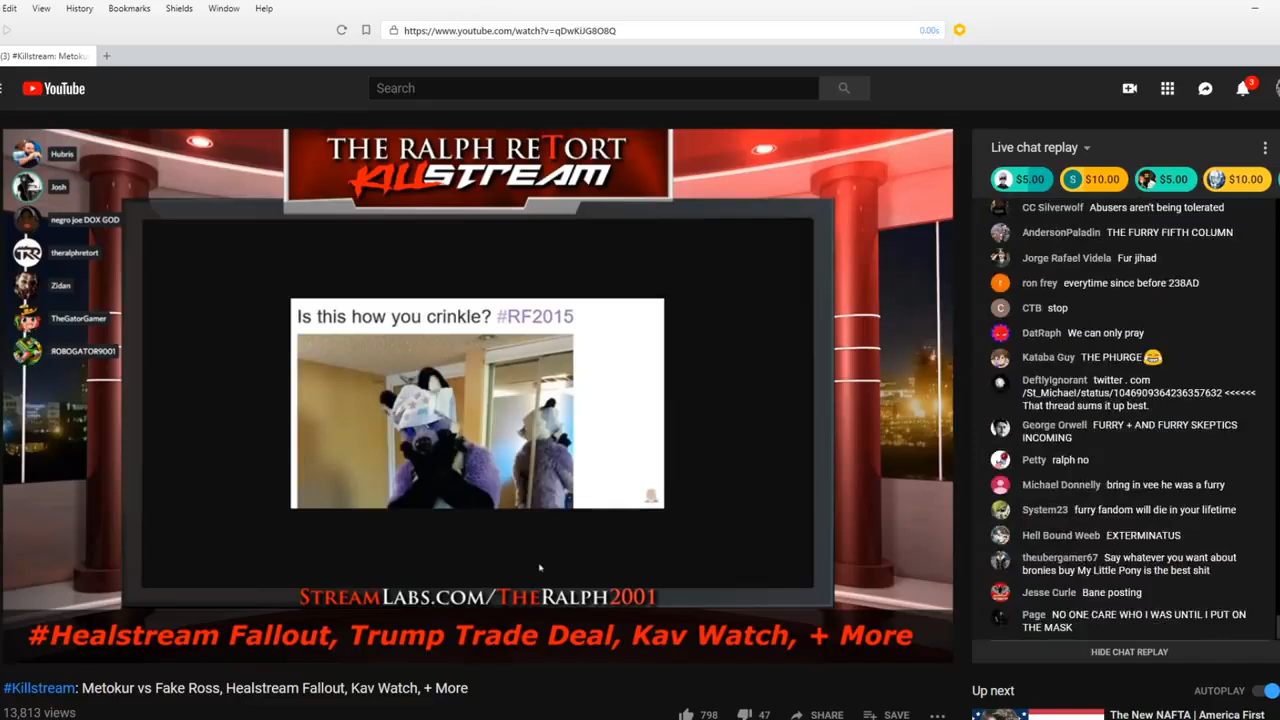 Edit View History Bookmarks Shields Window Help
https://www.youtube.com/watch?v=qDwKiJG8O8Q 0.00s
(3) #Killstream: Metoku
YouTube
Search
3
THE RALPH RETORT
KILLSTREAM
Hubris
Josh
negro joe DOX GOD
theralphretort
Zidan
TheGatorGamer
ROBOGATOR9001
Is this how you crinkle? #RF2015
STREAMLABS.COM/THERALPH2001
#Healstream Fallout, Trump Trade Deal, Kav Watch, + More
Live chat replay
$5.00 S $10.00 $5.00 $10.00
CC Silverwolf Abusers aren't being tolerated
AndersonPaladin THE FURRY FIFTH COLUMN
Jorge Rafael Videla Fur jihad
r ron frey everytime since before 238AD
C CTB stop
DatRaph We can only pray
Kataba Guy THE PHURGE 😂
DeftlyIgnorant twitter . com
/St_Michael/status/1046909364236357632 <<<<<<
That thread sums it up best.
George Orwell FURRY + AND FURRY SKEPTICS
INCOMING
Petty ralph no
Michael Donnelly bring in vee he was a furry
System23 furry fandom will die in your lifetime
Hell Bound Weeb EXTERMINATUS
theubergamer67 Say whatever you want about
bronies buy My Little Pony is the best shit
Jesse Curle Bane posting
Page NO ONE CARE WHO I WAS UNTIL I PUT ON
THE MASK
HIDE CHAT REPLAY
#Killstream: Metokur vs Fake Ross, Healstream Fallout, Kav Watch, + More
13,813 views
798 47 SHARE SAVE
Up next AUTOPLAY
The New NAFTA | America First